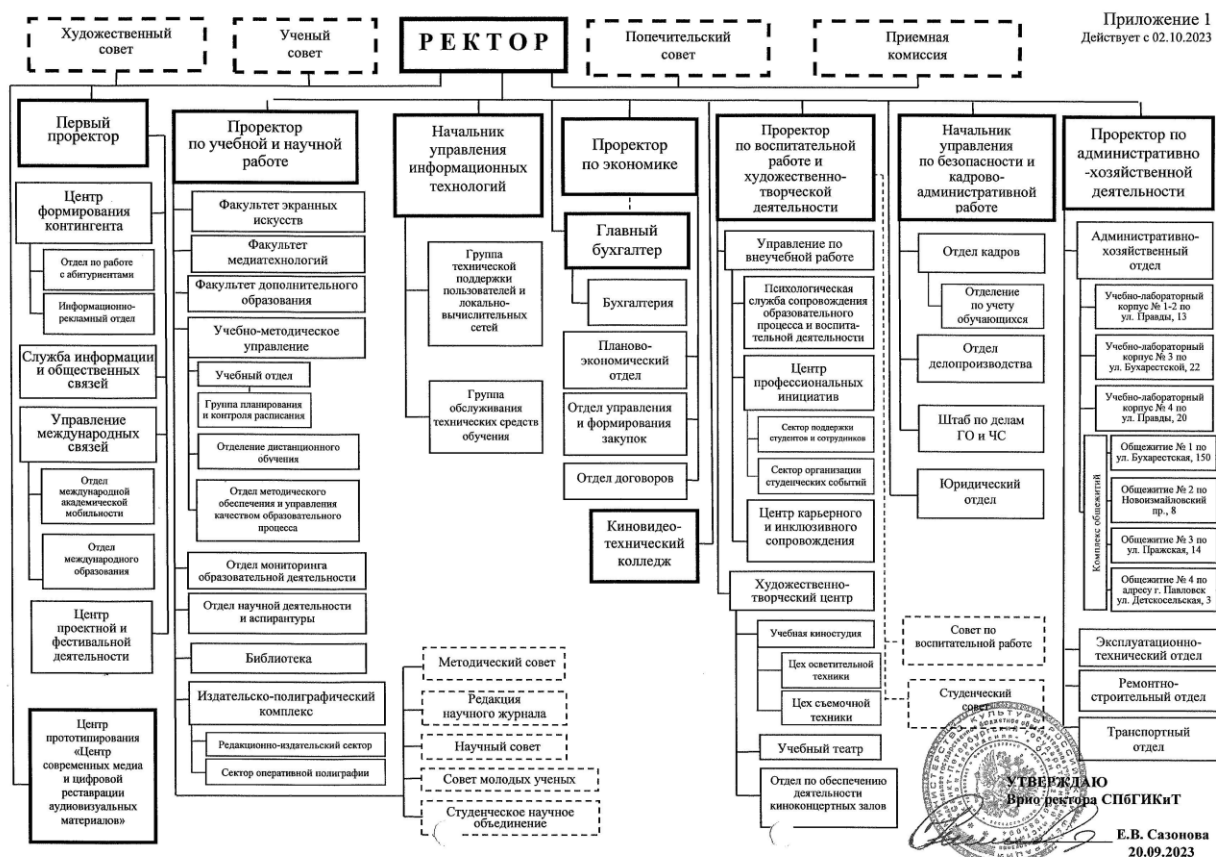 Приложение 1
Действует с 02.10.2023
Художественный
совет
Ученый
совет
РЕКТОР
Попечительский
совет
Приемная
комиссия
Первый
проректор
Центр
формирования
контингента
Отдел по работе
с абитуриентами
Информационно-
рекламный отдел
Служба информации
и общественных
связей
Управление
международных
связей
Отдел
международной
академической
мобильности
Отдел
международного
образования
Центр
проектной и
фестивальной
деятельности
Центр
прототипирования
«Центр
современных медиа
и цифровой
реставрации
аудиовизуальных
материалов»
Проректор
по учебной и научной
работе
Факультет экранных
искусств
Факультет
медиатехнологий
Факультет дополнительного
образования
Учебно-методическое
управление
Учебный отдел
Группа планирования
и контроля расписания
Отделение дистанционного
обучения
Отдел методического
обеспечения и управления
качеством образовательного
процесса
Отдел мониторинга
образовательной деятельности
Отдел научной деятельности
и аспирантуры
Библиотека
Издательско-полиграфический
комплекс
Редакционно-издательский сектор
Сектор оперативной полиграфии
Методический совет
Редакция
научного журнала
Научный совет
Совет молодых ученых
Студенческое научное
объединение
Начальник
управления
информационных
технологий
Группа
технической
поддержки
пользователей и
локально-
вычислительных
сетей
Группа
обслуживания
технических средств
обучения
Проректор
по экономике
Главный
бухгалтер
Бухгалтерия
Планово-
экономический
отдел
Отдел управления
и формирования
закупок
Отдел договоров
Киновидео-
технический
колледж
Проректор
по воспитательной
работе и
художественно-
творческой
деятельности
Управление по
внеучебной работе
Психологическая
служба сопровождения
образовательного
процесса и воспита-
тельной деятельности
Центр
профессиональных
инициатив
Сектор поддержки
студентов и сотрудников
Сектор организации
студенческих событий
Центр карьерного
и инклюзивного
сопровождения
Художественно-
творческий центр
Учебная киностудия
Цех осветительной
техники
Цех съемочной
техники
Учебный театр
Отдел по обеспечению
деятельности
киноконцертных залов
Начальник
управления
по безопасности и
кадрово-
административной
работе
Отдел кадров
Отделение
по учету
обучающихся
Отдел
делопроизводства
Штаб по делам
ГО и ЧС
Юридический
отдел
Совет по
воспитательной работе
Студенческий
совет
Проректор по
административно
-хозяйственной
деятельности
Административно-
хозяйственный
отдел
Учебно-лабораторный
корпус № 1-2 по
ул. Правды, 13
Учебно-лабораторный
корпус № 3 по
ул. Бухарестской, 22
Учебно-лабораторный
корпус № 4 по
ул. Правды, 20
Комплекс общежитий
Общежитие № 1 по
ул. Бухарестская, 150
Общежитие № 2 по
Новоизмайловский
пр., 8
Общежитие № 3 по
ул. Пражская, 14
Общежитие № 4 по
адресу г. Павловск
ул. Детскосельская, 3
Эксплуатационно-
технический отдел
Ремонтно-
строительный отдел
Транспортный
отдел
УТВЕРЖДАЮ
Врио ректора СПбГИКиТ
Е.В. Сазонова
20.09.2023